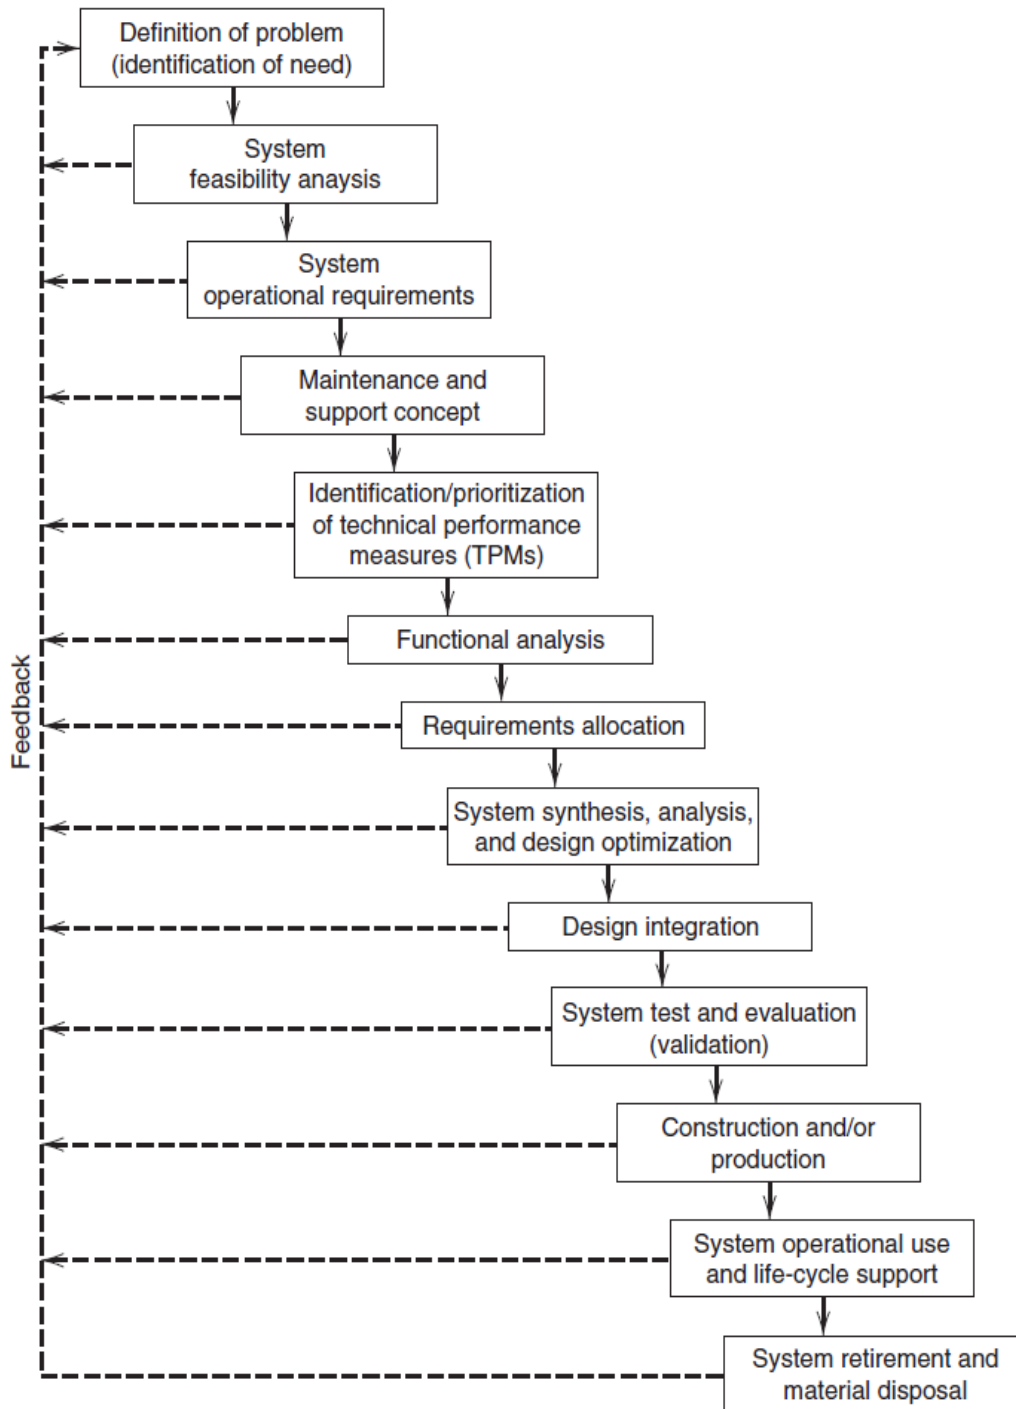 Definition of problem
(identification of need)
System
feasibility anaysis
System
operational requirements
Maintenance and
support concept
Identification/prioritization
of technical performance
measures (TPMs)
Functional analysis
Feedback
Requirements allocation
System synthesis, analysis,
and design optimization
Design integration
System test and evaluation
(validation)
Construction and/or
production
System operational use
and life-cycle support
System retirement and
material disposal